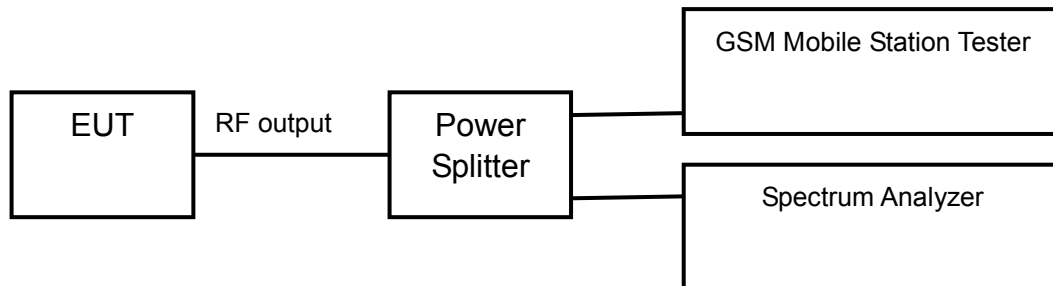 GSM Mobile Station Tester
EUT
RF output
Power
Splitter
Spectrum Analyzer